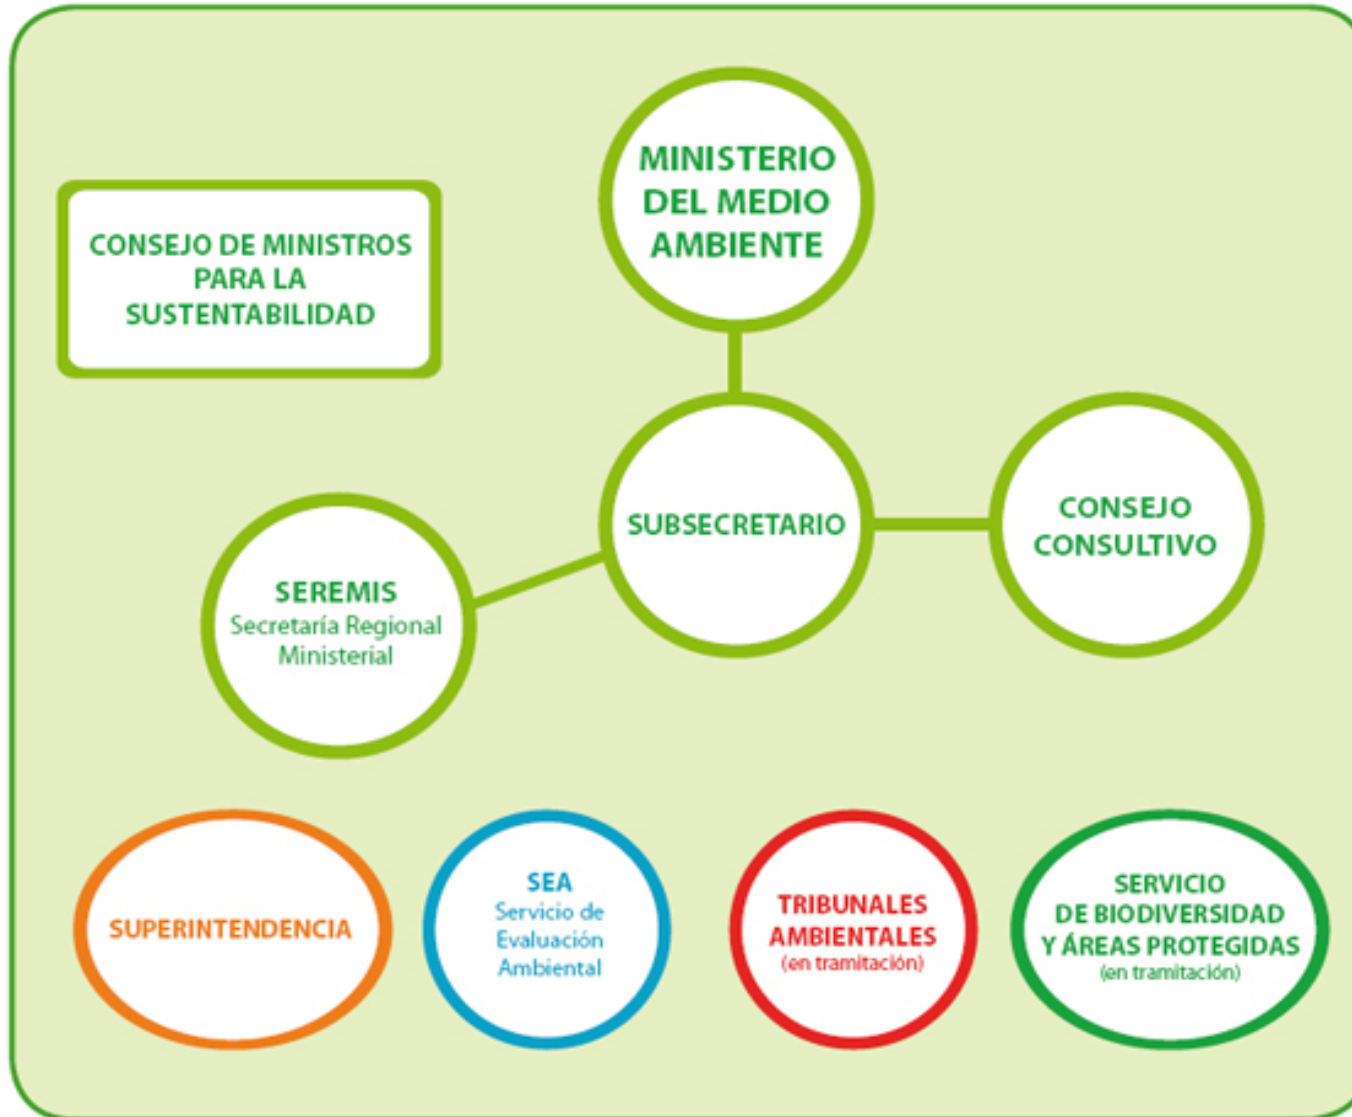 MINISTERIO
DEL MEDIO
AMBIENTE
CONSEJO DE MINISTROS
PARA LA
SUSTENTABILIDAD
SUBSECRETARIO
CONSEJO
CONSULTIVO
SEREMIS
Secretaría Regional
Ministerial
SUPERINTENDENCIA
SEA
Servicio de
Evaluación
Ambiental
TRIBUNALES
AMBIENTALES
(en tramitación)
SERVICIO
DE BIODIVERSIDAD
Y ÁREAS PROTEGIDAS
(en tramitación)